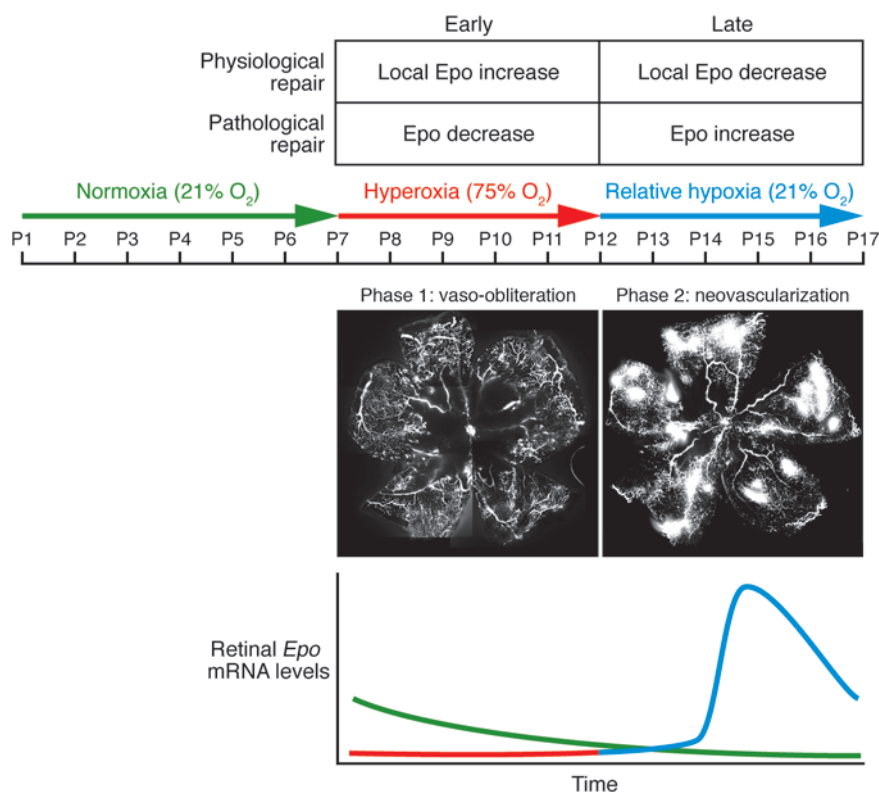 Early Late
Physiological repair Local Epo increase Local Epo decrease
Pathological repair Epo decrease Epo increase
Normoxia (21% O₂) Hyperoxia (75% O₂) Relative hypoxia (21% O₂)
P1 P2 P3 P4 P5 P6 P7 P8 P9 P10 P11 P12 P13 P14 P15 P16 P17
Phase 1: vaso-obliteration Phase 2: neovascularization
Retinal Epo
mRNA levels
Time